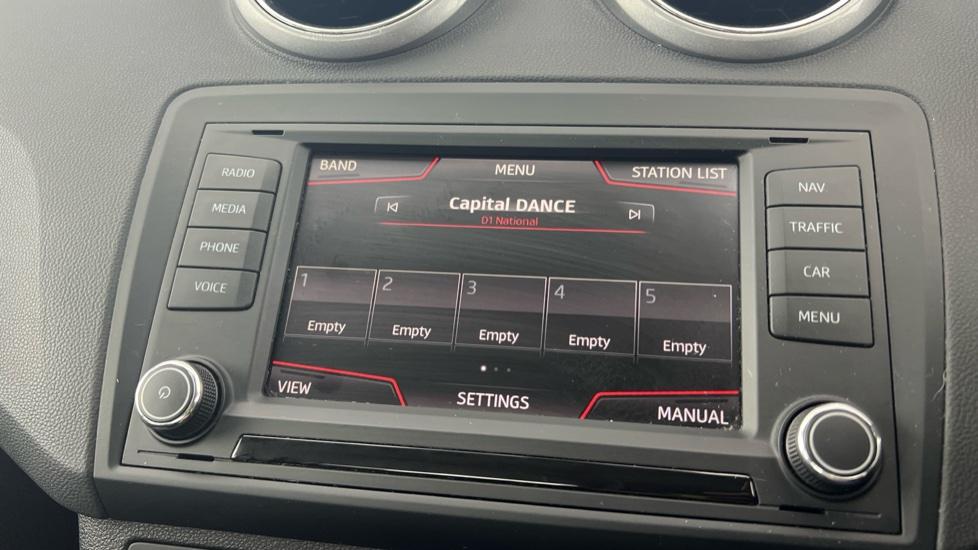 RADIO
MEDIA
PHONE
VOICE
BAND
MENU
STATION LIST
Capital DANCE
D1 National
1
2
3
4
5
Empty
Empty
Empty
Empty
Empty
VIEW
SETTINGS
MANUAL
NAV
TRAFFIC
CAR
MENU